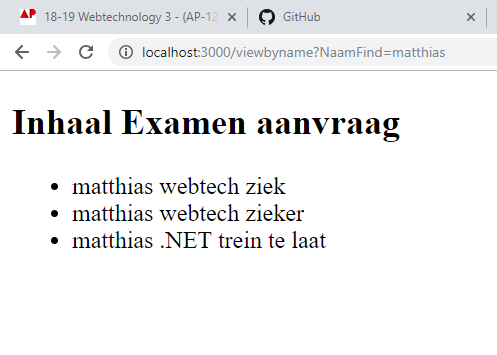 18-19 Webtechnology 3 - (AP-12
GitHub
localhost:3000/viewbyname?NaamFind=matthias
Inhaal Examen aanvraag
matthias webtech ziek
matthias webtech zieker
matthias .NET trein te laat